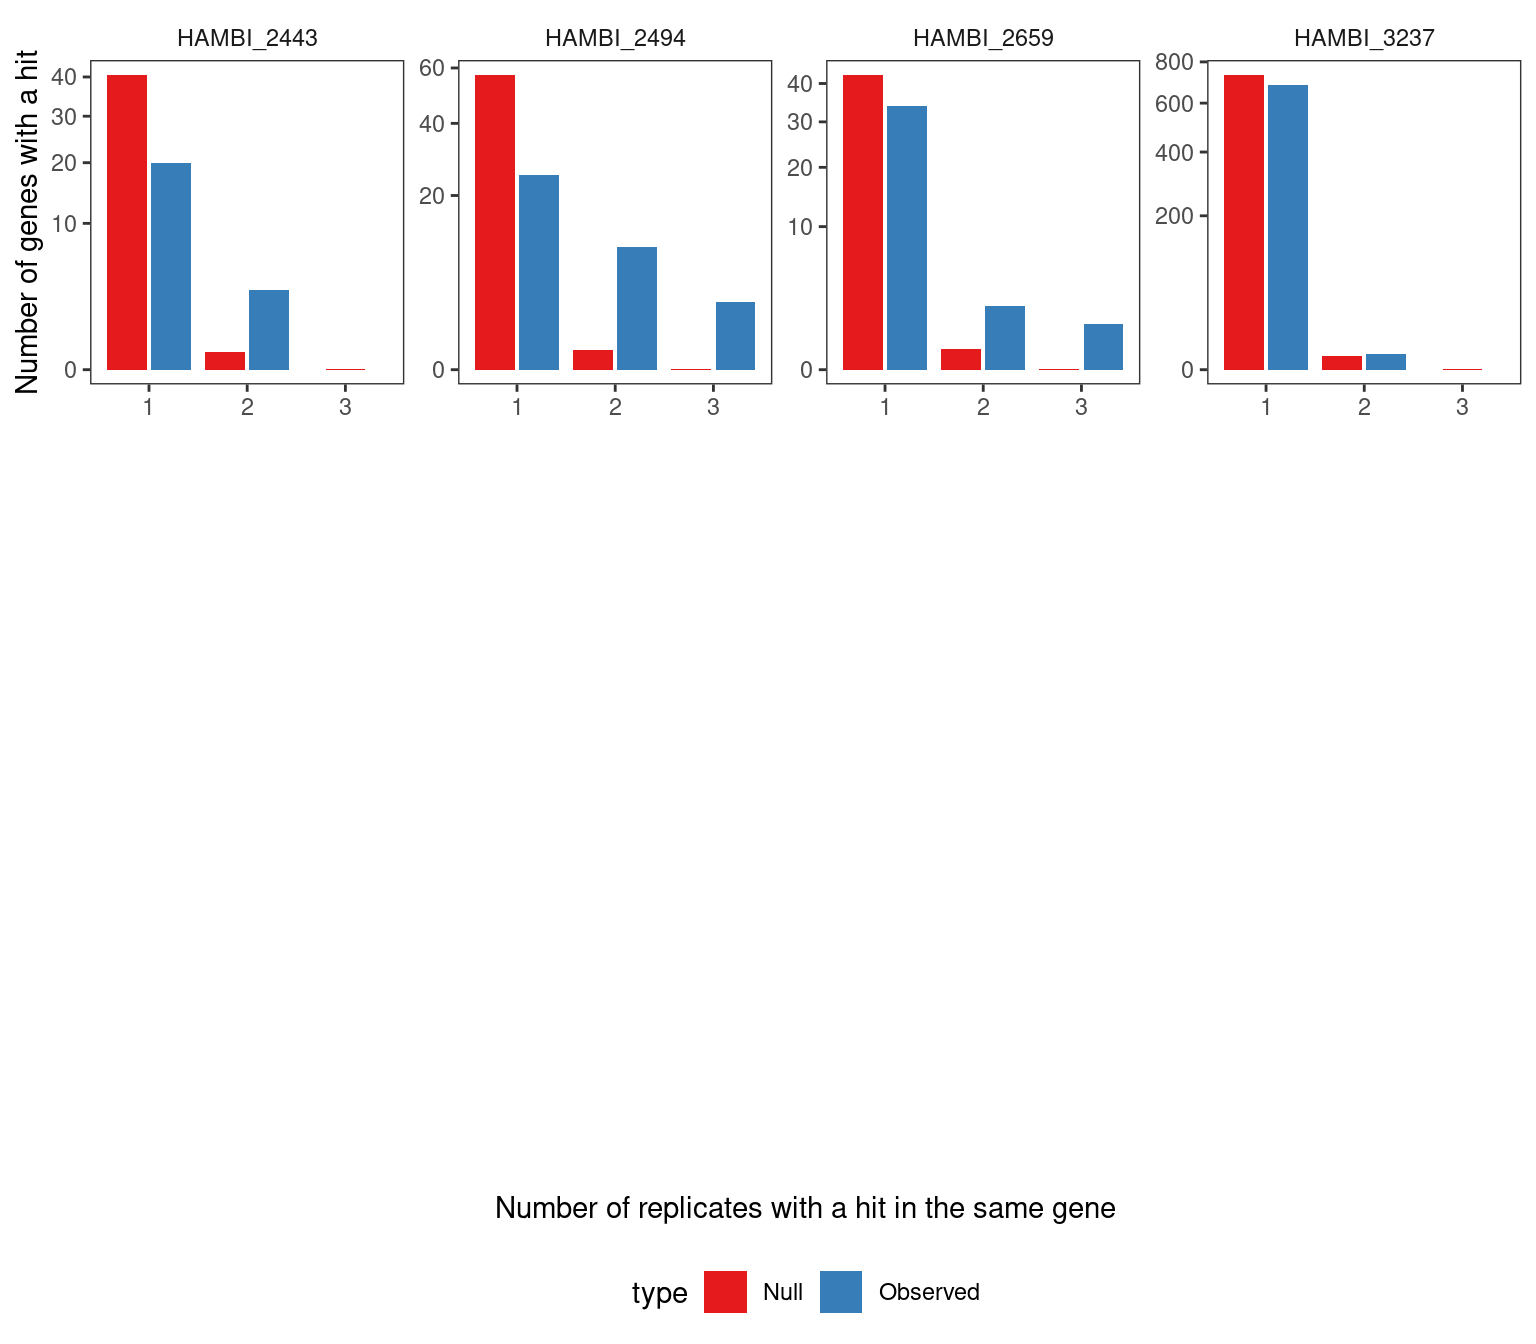 HAMBI_2443 HAMBI_2494 HAMBI_2659 HAMBI_3237
Number of genes with a hit
40
30
20
10
0
1 2 3
60
40
20
0
1 2 3
40
30
20
10
0
1 2 3
800
600
400
200
0
1 2 3
Number of replicates with a hit in the same gene
type Null Observed